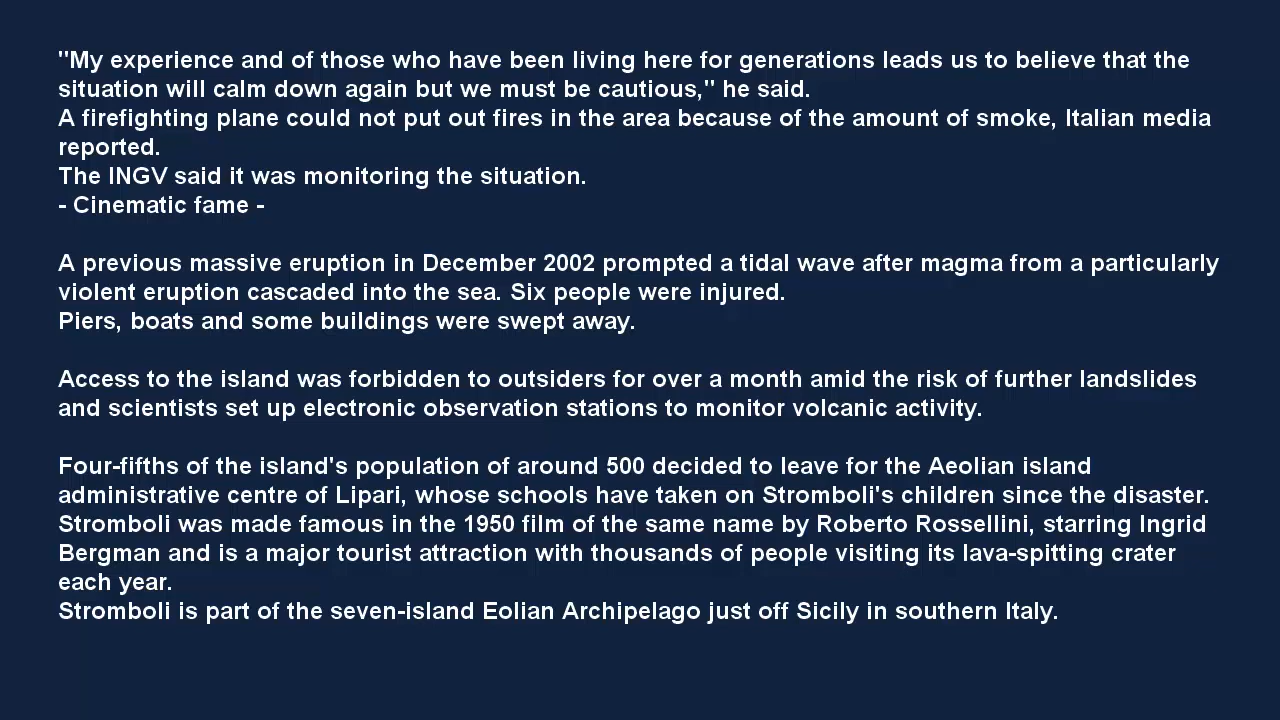 "My experience and of those who have been living here for generations leads us to believe that the
situation will calm down again but we must be cautious," he said.
A firefighting plane could not put out fires in the area because of the amount of smoke, Italian media
reported.
The INGV said it was monitoring the situation.
- Cinematic fame -
A previous massive eruption in December 2002 prompted a tidal wave after magma from a particularly
violent eruption cascaded into the sea. Six people were injured.
Piers, boats and some buildings were swept away.
Access to the island was forbidden to outsiders for over a month amid the risk of further landslides
and scientists set up electronic observation stations to monitor volcanic activity.
Four-fifths of the island's population of around 500 decided to leave for the Aeolian island
administrative centre of Lipari, whose schools have taken on Stromboli's children since the disaster.
Stromboli was made famous in the 1950 film of the same name by Roberto Rossellini, starring Ingrid
Bergman and is a major tourist attraction with thousands of people visiting its lava-spitting crater
each year.
Stromboli is part of the seven-island Eolian Archipelago just off Sicily in southern Italy.